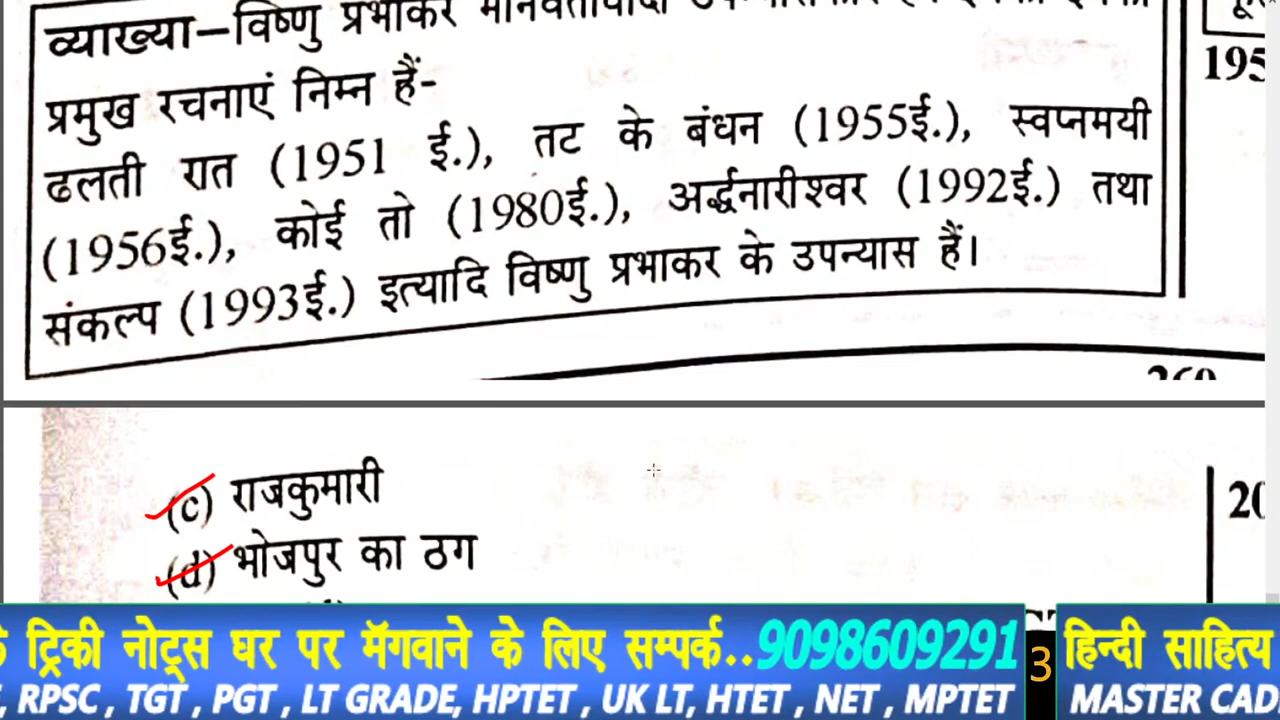 व्याख्या–विष्णु प्रभाकर मानवतावादी
प्रमुख रचनाएं निम्न हैं-
ढलती रात (1951 ई.), तट के बंधन (1955ई.), स्वप्नमयी
(1956ई.), कोई तो (1980ई.), अर्द्धनारीश्वर (1992ई.) तथा
संकल्प (1993ई.) इत्यादि विष्णु प्रभाकर के उपन्यास हैं।
195
(c) राजकुमारी
(d) भोजपुर का ठग
20
ट्रिकी नोट्स घर पर मॅगवाने के लिए सम्पर्क..9098609291
, RPSC , TGT , PGT , LT GRADE, HPTET , UK LT, HTET , NET , MPTET
3
हिन्दी साहित्य
MASTER CAD